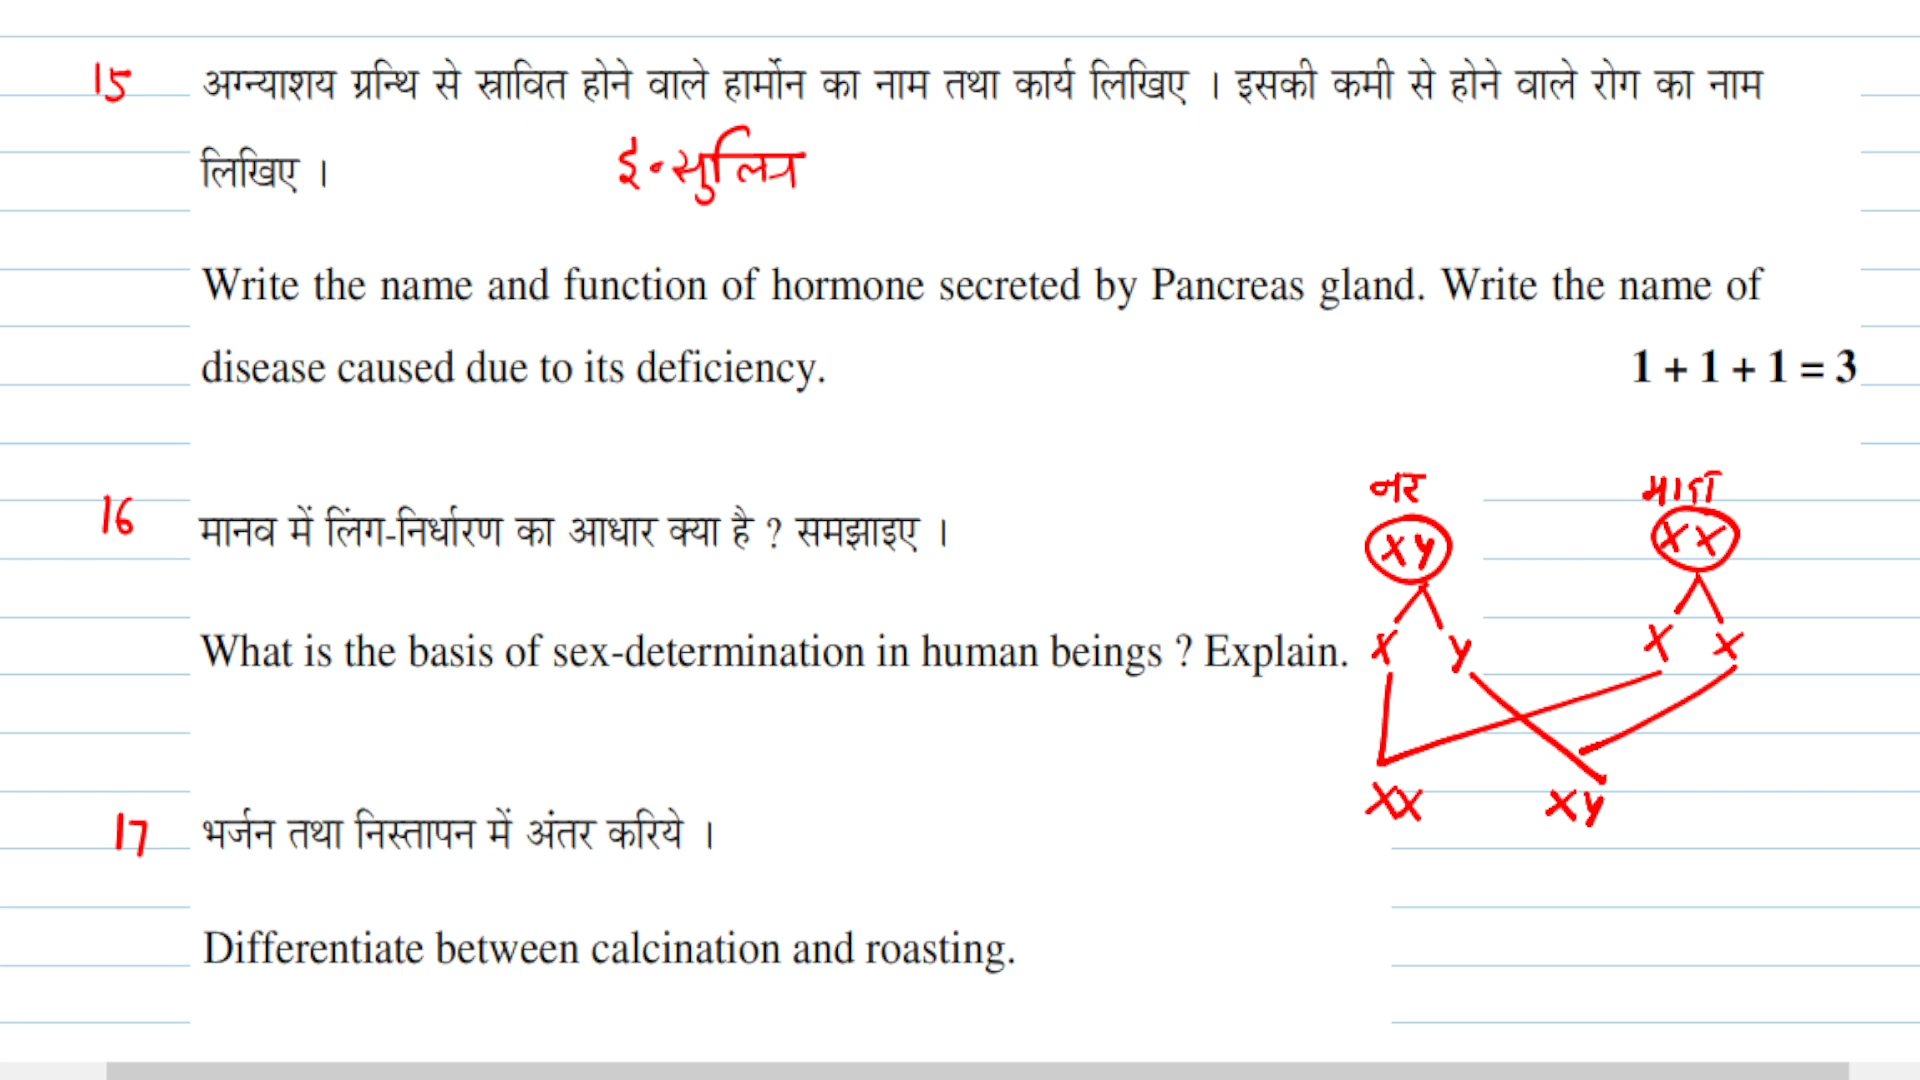 15 अग्न्याशय ग्रन्थि से स्रावित होने वाले हार्मोन का नाम तथा कार्य लिखिए । इसकी कमी से होने वाले रोग का नाम
लिखिए ।
इन्सुलिन
Write the name and function of hormone secreted by Pancreas gland. Write the name of
disease caused due to its deficiency. 1 + 1 + 1 = 3
नर मादा
16 मानव में लिंग-निर्धारण का आधार क्या है ? समझाइए । xy xx
What is the basis of sex-determination in human beings ? Explain. x y x x
xx xy
17 भर्जन तथा निस्तापन में अंतर करिये ।
Differentiate between calcination and roasting.